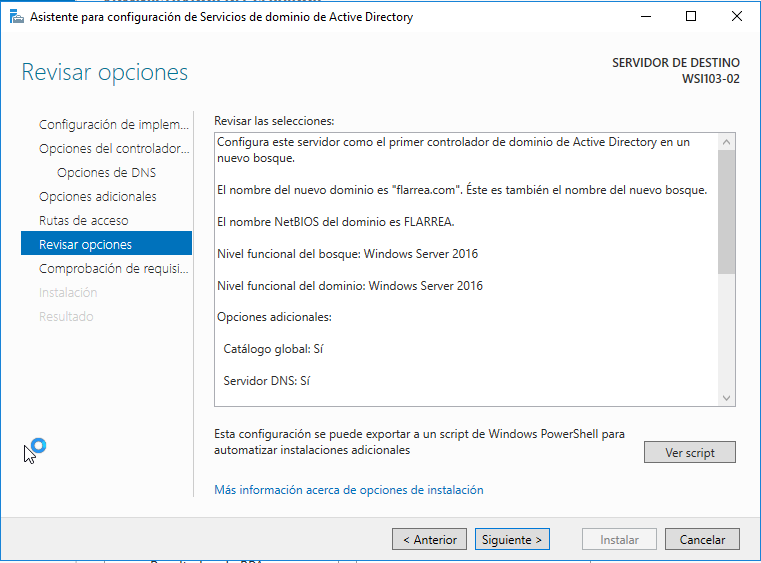 Asistente para configuración de Servicios de dominio de Active Directory
Revisar opciones
SERVIDOR DE DESTINO
WSI103-02
Configuración de implem...
Opciones del controlador...
Opciones de DNS
Opciones adicionales
Rutas de acceso
Revisar opciones
Comprobación de requisi...
Instalación
Resultado
Revisar las selecciones:
Configura este servidor como el primer controlador de dominio de Active Directory en un
nuevo bosque.
El nombre del nuevo dominio es "flarrea.com". Éste es también el nombre del nuevo bosque.
El nombre NetBIOS del dominio es FLARREA.
Nivel funcional del bosque: Windows Server 2016
Nivel funcional del dominio: Windows Server 2016
Opciones adicionales:
Catálogo global: Sí
Servidor DNS: Sí
Esta configuración se puede exportar a un script de Windows PowerShell para
automatizar instalaciones adicionales
Ver script
Más información acerca de opciones de instalación
< Anterior
Siguiente >
Instalar
Cancelar